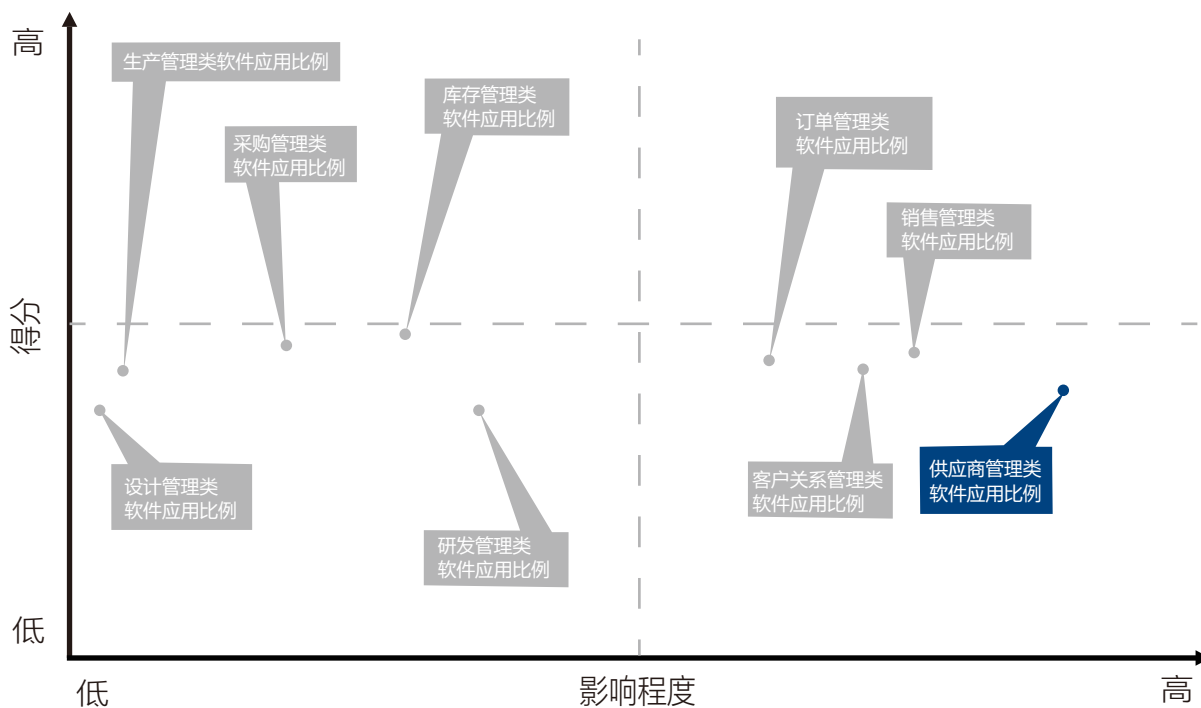 高
生产管理类软件应用比例
库存管理类
软件应用比例
采购管理类
软件应用比例
订单管理类
软件应用比例
销售管理类
软件应用比例
得分
设计管理类
软件应用比例
研发管理类
软件应用比例
客户关系管理类
软件应用比例
供应商管理类
软件应用比例
低
低
影响程度
高